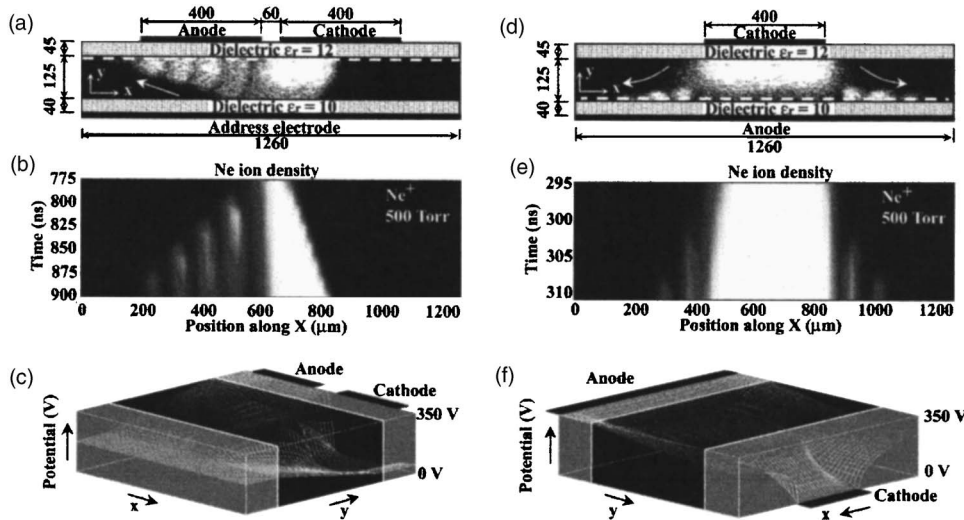 (a)
400 60 400
Anode Cathode
45
Dielectric εr = 12
125
y
x
40
Dielectric εr = 10
Address electrode
1260
(b)
Ne ion density
775
800
825
850
875
900
Time (ns)
Ne+
500 Torr
0 200 400 600 800 1000 1200
Position along X (μm)
(c)
Anode
Cathode
350 V
0 V
Potential (V)
x
y
(d)
400
Cathode
45
Dielectric εr = 12
125
y
x
40
Dielectric εr = 10
Anode
1260
(e)
Ne ion density
295
300
305
310
Time (ns)
Ne+
500 Torr
0 200 400 600 800 1000 1200
Position along X (μm)
(f)
Anode
350 V
0 V
Cathode
Potential (V)
y
x